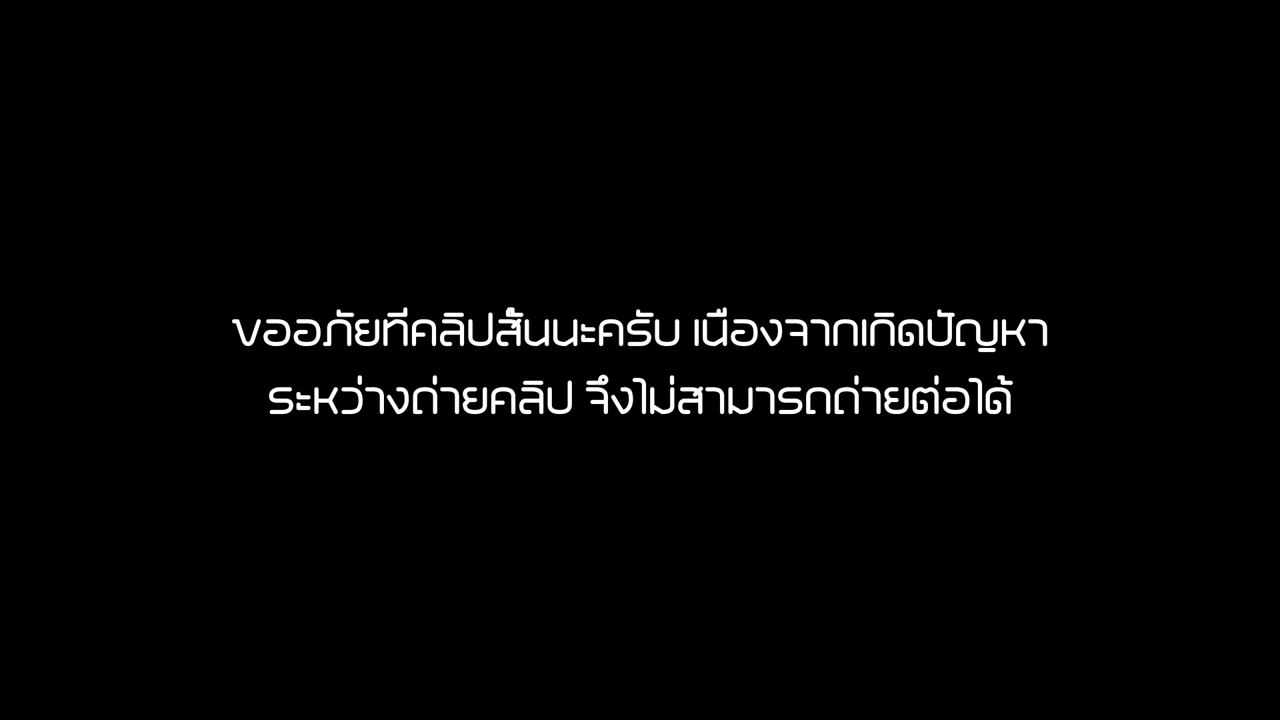 ขออภัยที่คลิปสั้นนะครับ เนื่องจากเกิดปัญหา
ระหว่างถ่ายคลิป จึงไม่สามารถถ่ายต่อได้